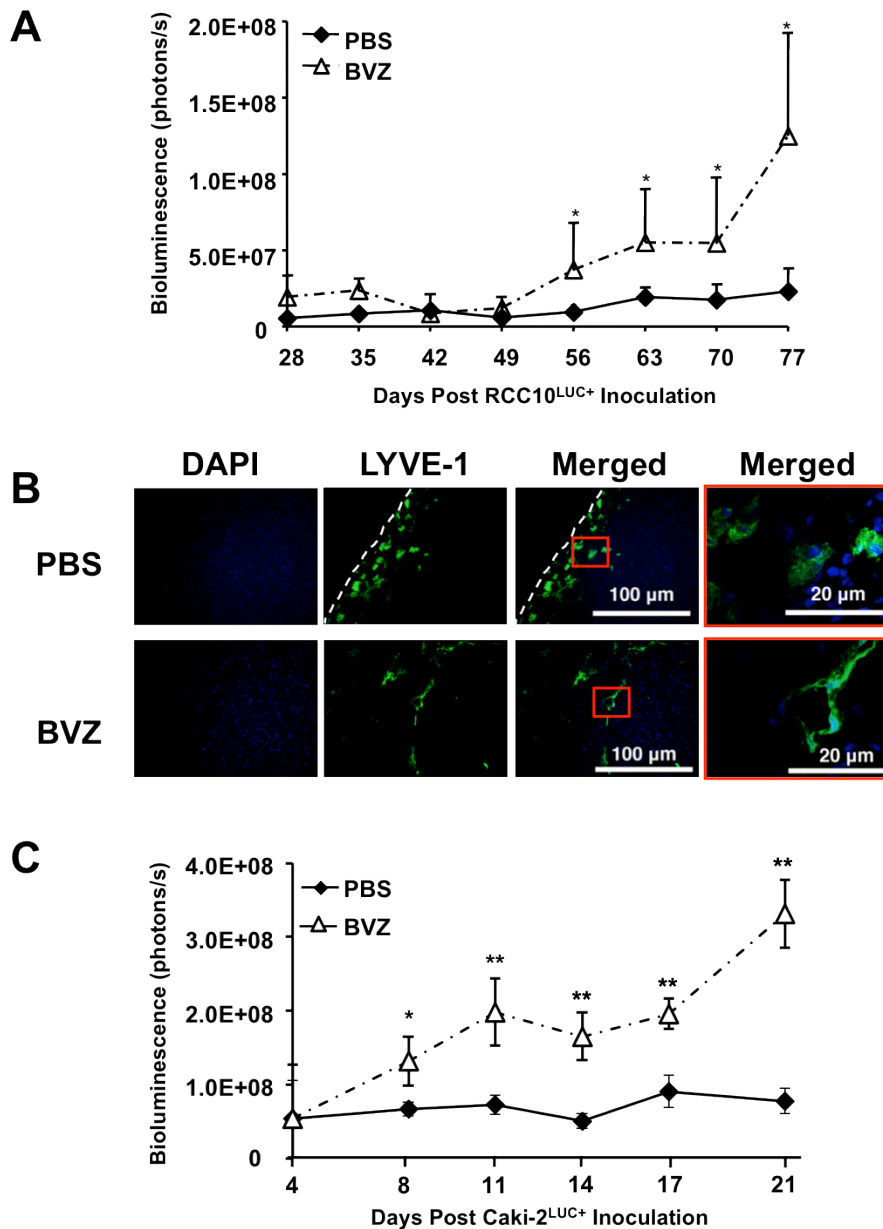 A
Bioluminescence (photons/s)
2.0E+08
1.5E+08
1.0E+08
5.0E+07
0
PBS
BVZ
*
*
*
*
28 35 42 49 56 63 70 77
Days Post RCC10LUC+ Inoculation
B
DAPI LYVE-1 Merged Merged
PBS
100 µm 20 µm
BVZ
100 µm 20 µm
C
Bioluminescence (photons/s)
4.0E+08
3.0E+08
2.0E+08
1.0E+08
0
PBS
BVZ
*
**
**
**
**
4 8 11 14 17 21
Days Post Caki-2LUC+ Inoculation